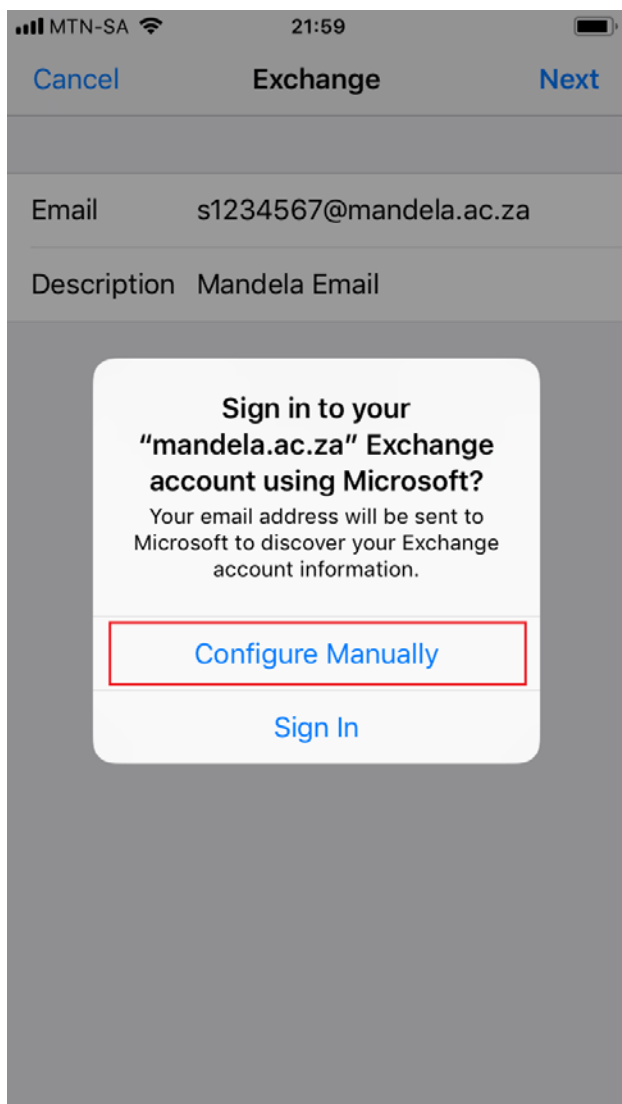 MTN-SA 21:59
Cancel Exchange Next
Email s1234567@mandela.ac.za
Description Mandela Email
Sign in to your
“mandela.ac.za” Exchange
account using Microsoft?
Your email address will be sent to
Microsoft to discover your Exchange
account information.
Configure Manually
Sign In